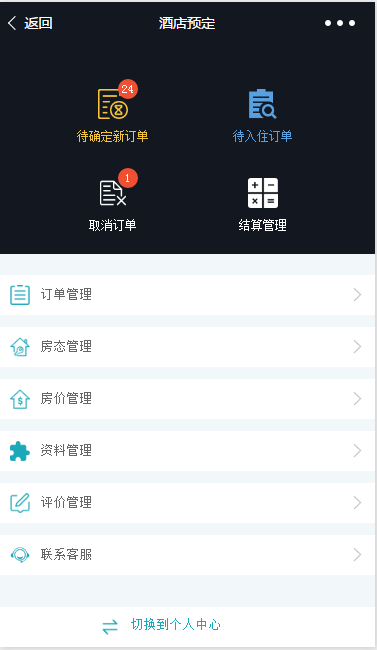 返回 酒店预定
24
待确定新订单 待入住订单
1
取消订单 结算管理
订单管理
房态管理
房价管理
资料管理
评价管理
联系客服
切换到个人中心